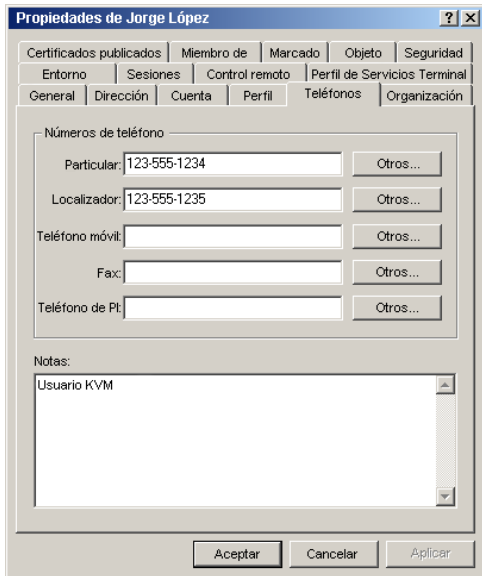 Propiedades de Jorge López
Certificados publicados Miembro de Marcado Objeto Seguridad
Entorno Sesiones Control remoto Perfil de Servicios Terminal
General Dirección Cuenta Perfil Teléfonos Organización
Números de teléfono
Particular: 123-555-1234 Otros...
Localizador: 123-555-1235 Otros...
Teléfono móvil: Otros...
Fax: Otros...
Teléfono de PI: Otros...
Notas:
Usuario KVM
Aceptar Cancelar Aplicar